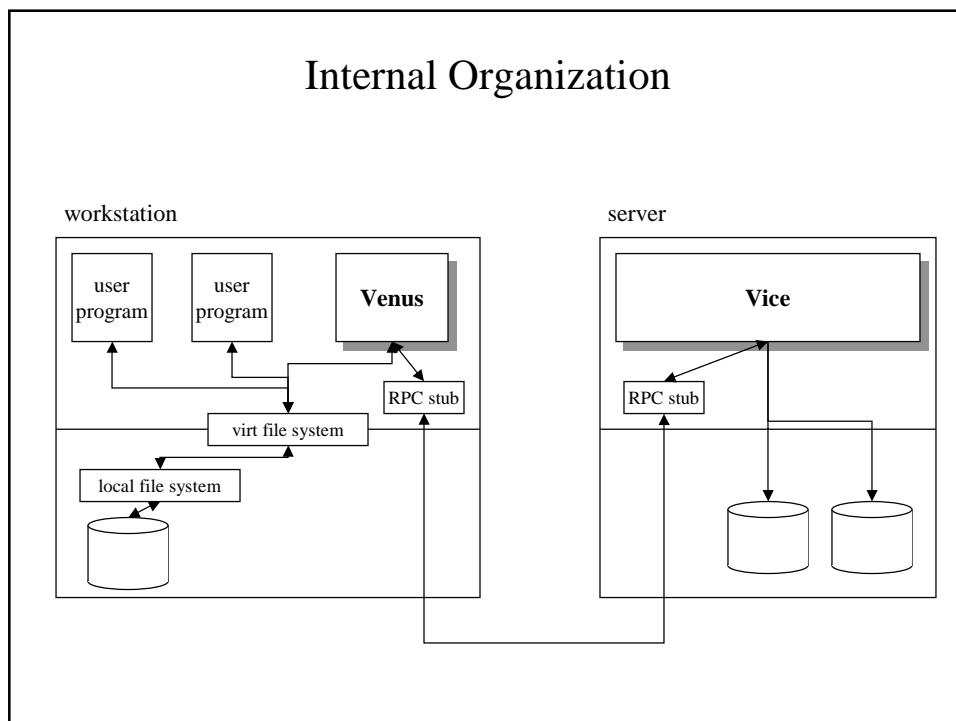 Internal Organization
workstation
user
program
user
program
Venus
RPC stub
virt file system
local file system
server
Vice
RPC stub